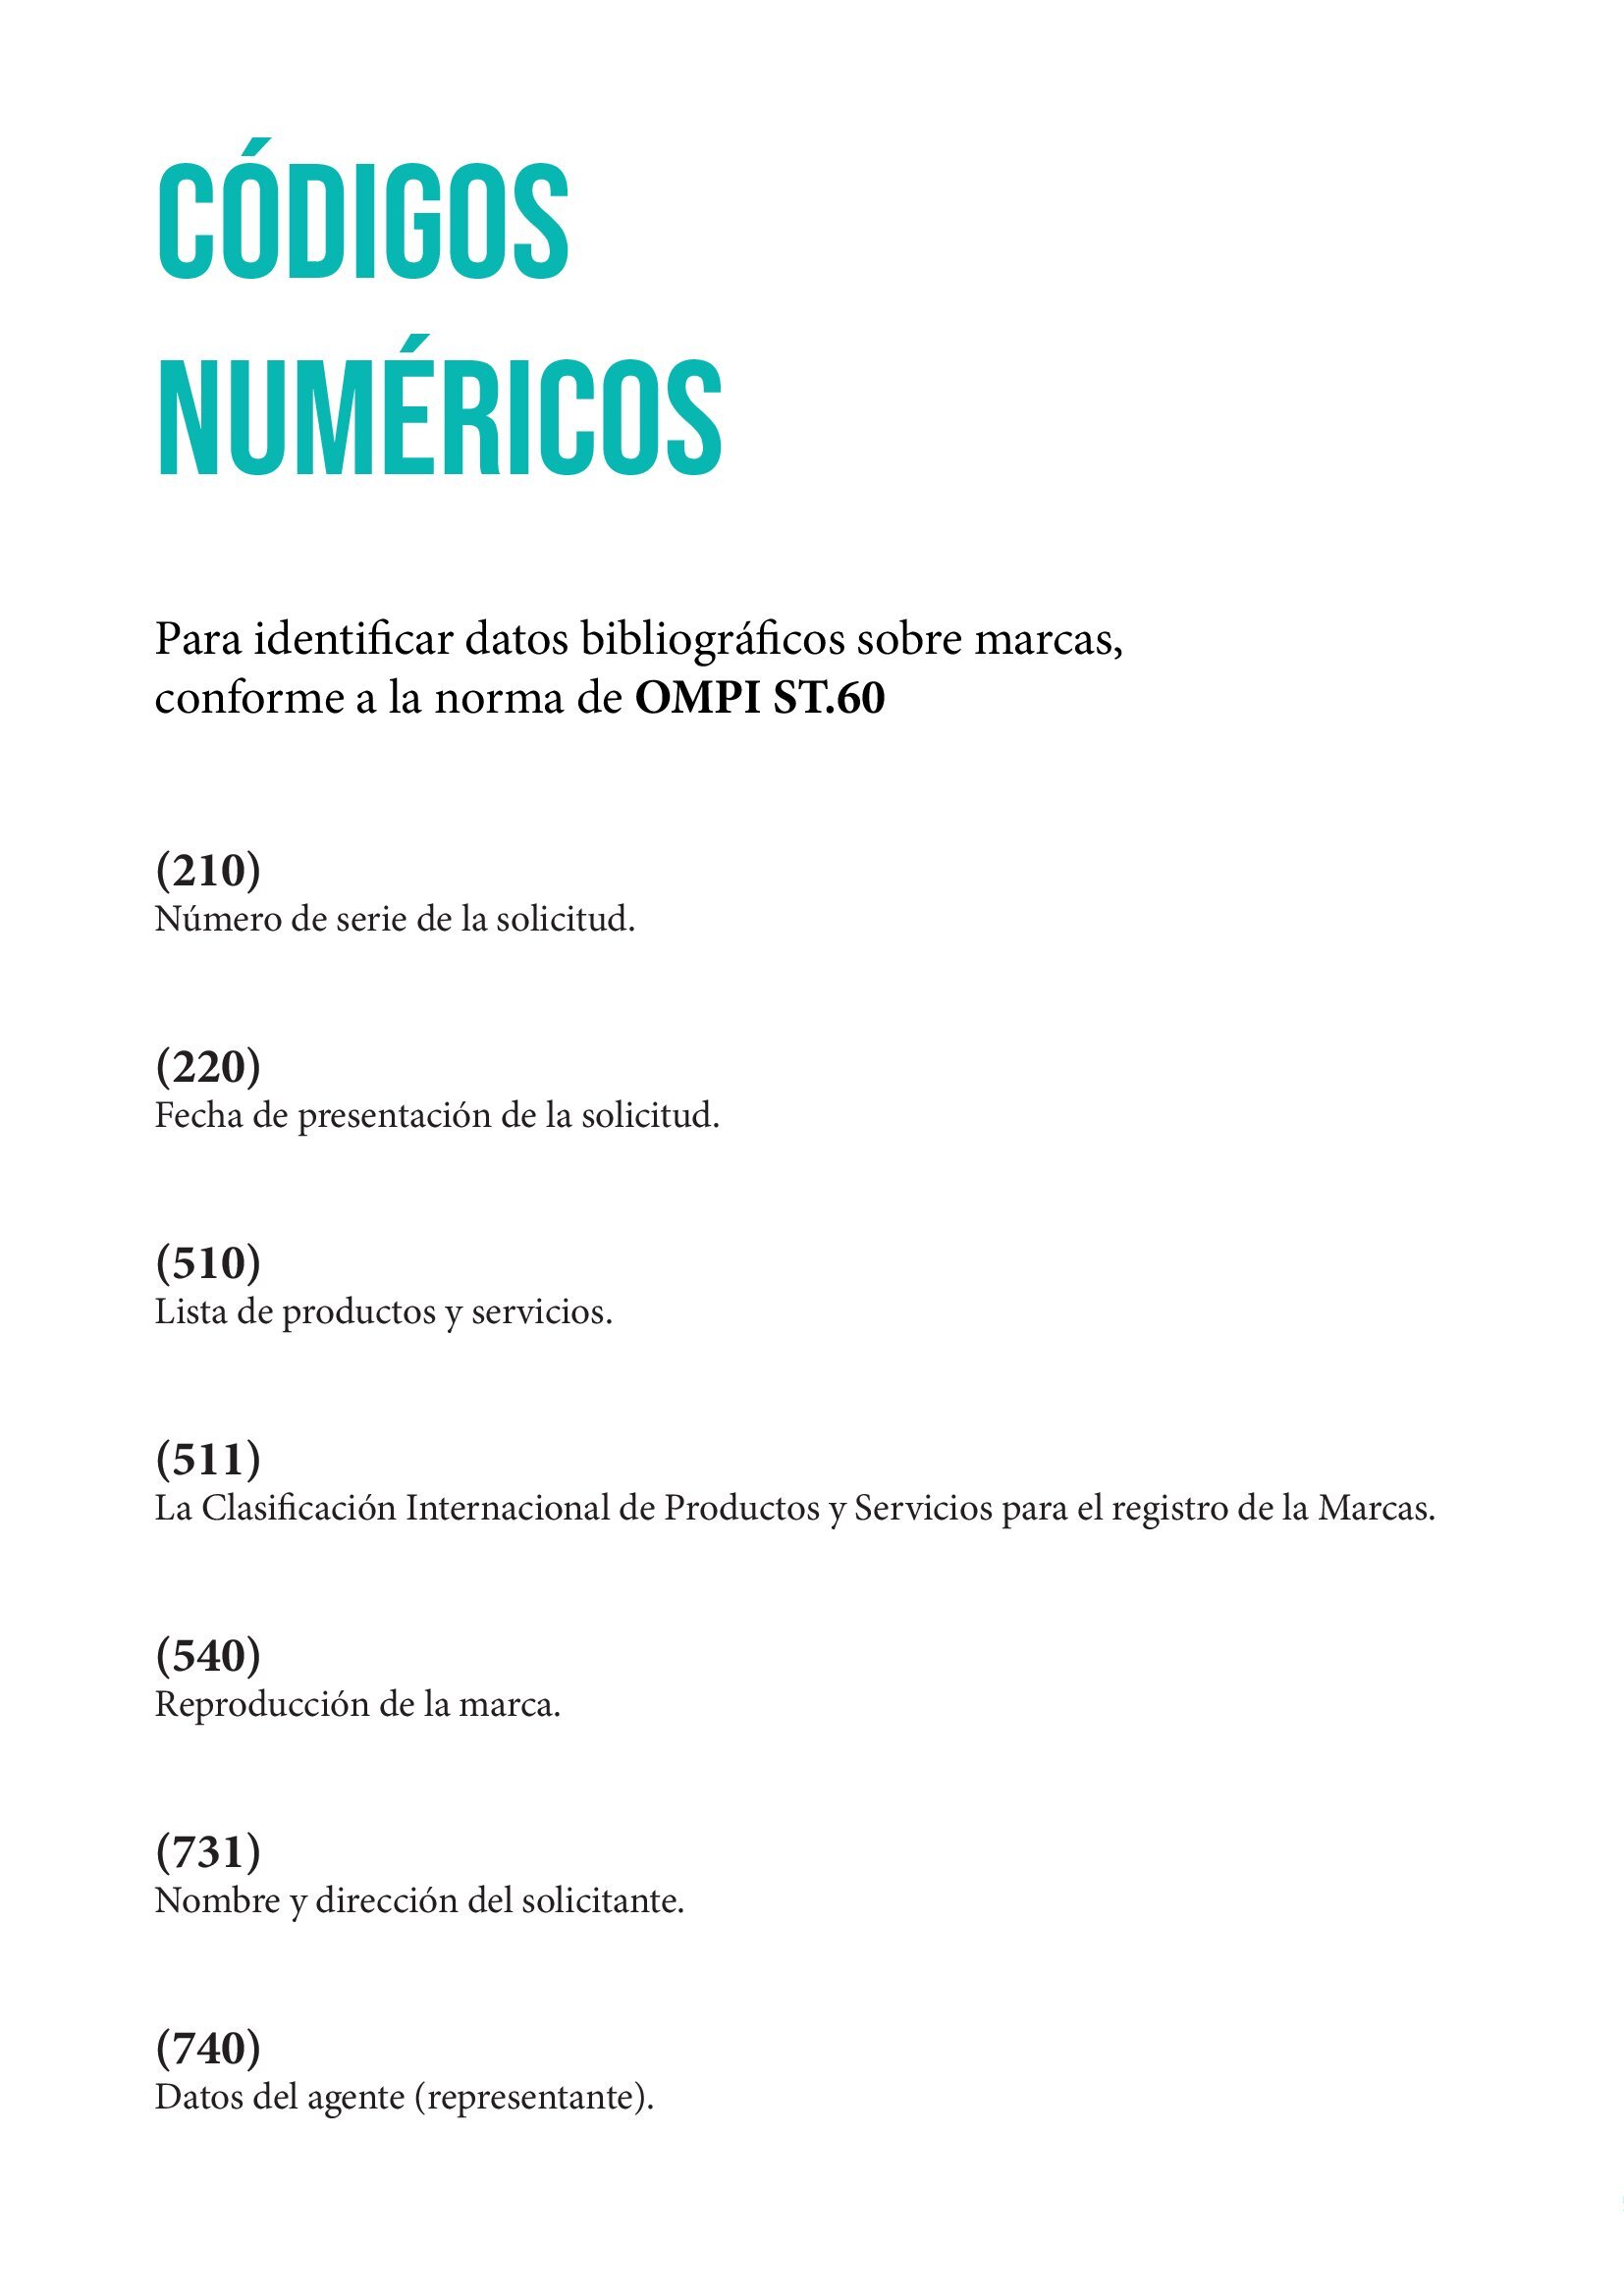 CÓDIGOS
NUMÉRICOS
Para identificar datos bibliográficos sobre marcas,
conforme a la norma de OMPI ST.60
(210)
Número de serie de la solicitud.
(220)
Fecha de presentación de la solicitud.
(510)
Lista de productos y servicios.
(511)
La Clasificación Internacional de Productos y Servicios para el registro de la Marcas.
(540)
Reproducción de la marca.
(731)
Nombre y dirección del solicitante.
(740)
Datos del agente (representante).